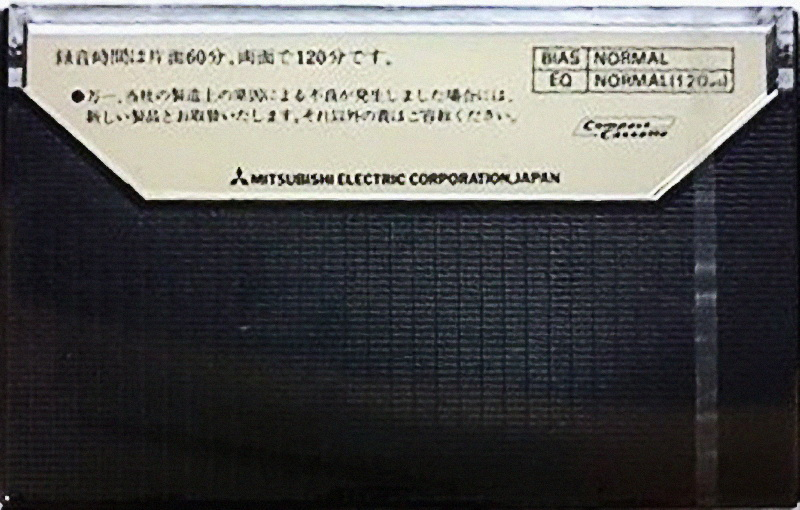 録音時間は片面60分、両面で120分です。
BIAS NORMAL
EQ NORMAL(120μs)
●万一、当社の製造上の原因による不良が発生しました場合には、
新しい製品とお取替いたします。それ以外の責はご容赦ください。
Compact Cassette
MITSUBISHI ELECTRIC CORPORATION, JAPAN